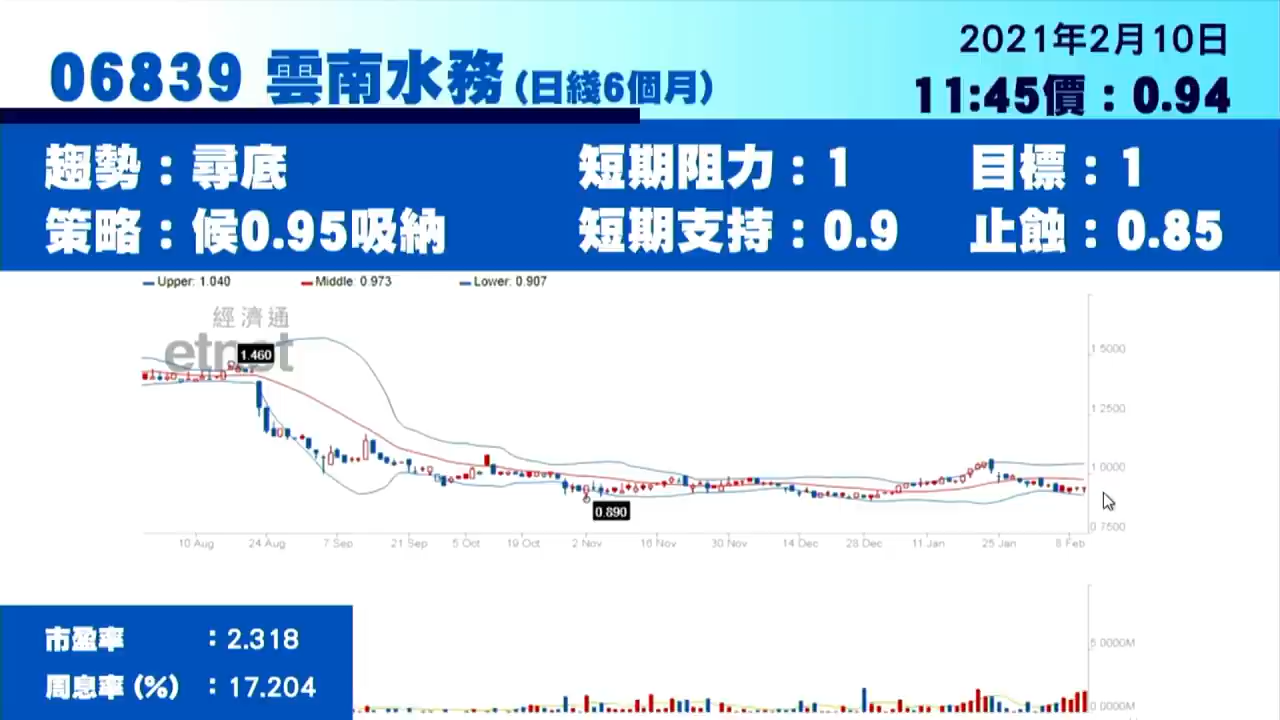 06839 雲南水務 (日綫6個月)
2021年2月10日
11:45價：0.94
趨勢：尋底
短期阻力：1
目標：1
策略：候0.95吸納
短期支持：0.9
止蝕：0.85
Upper: 1.040 Middle: 0.973 Lower: 0.907
經濟通
etnet
1.460
0.890
1.5000
1.2500
1.0000
0.7500
10 Aug 24 Aug 7 Sep 21 Sep 5 Oct 19 Oct 2 Nov 16 Nov 30 Nov 14 Dec 28 Dec 11 Jan 25 Jan 8 Feb
5.0000M
0.0000M
市盈率：2.318
周息率 (%)：17.204